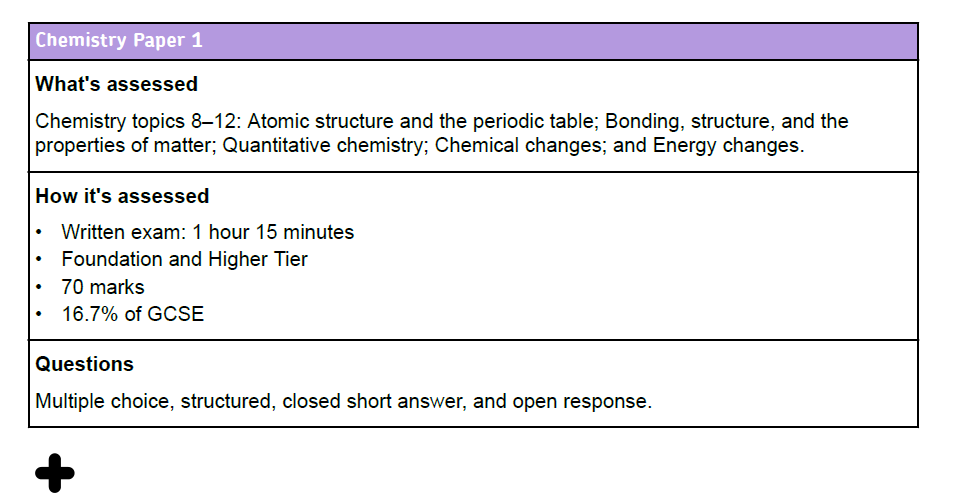 Chemistry Paper 1
What's assessed
Chemistry topics 8–12: Atomic structure and the periodic table; Bonding, structure, and the
properties of matter; Quantitative chemistry; Chemical changes; and Energy changes.
How it's assessed
• Written exam: 1 hour 15 minutes
• Foundation and Higher Tier
• 70 marks
• 16.7% of GCSE
Questions
Multiple choice, structured, closed short answer, and open response.
+